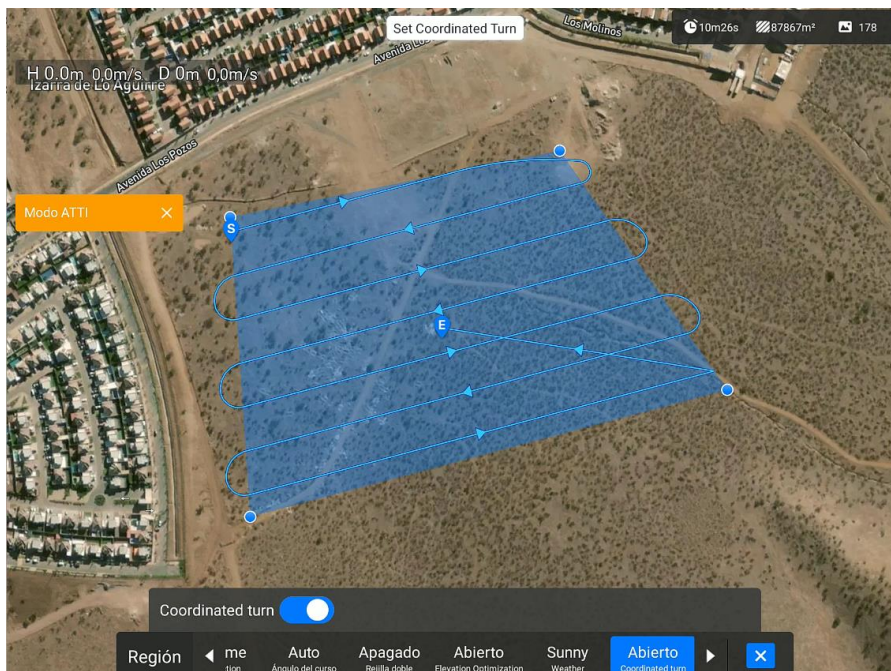 Set Coordinated Turn
Los Molinos
10m26s 87867m² 178
Avenida Los
H 0,0m 0,0m/s D 0m 0,0m/s
Izarra de Lo Aguirre
Avenida Los Pozos
Modo ATTI
S
E
Coordinated turn
Región
me
tion
Auto
Ángulo del curso
Apagado
Rejilla doble
Abierto
Elevation Optimization
Sunny
Weather
Abierto
Coordinated turn